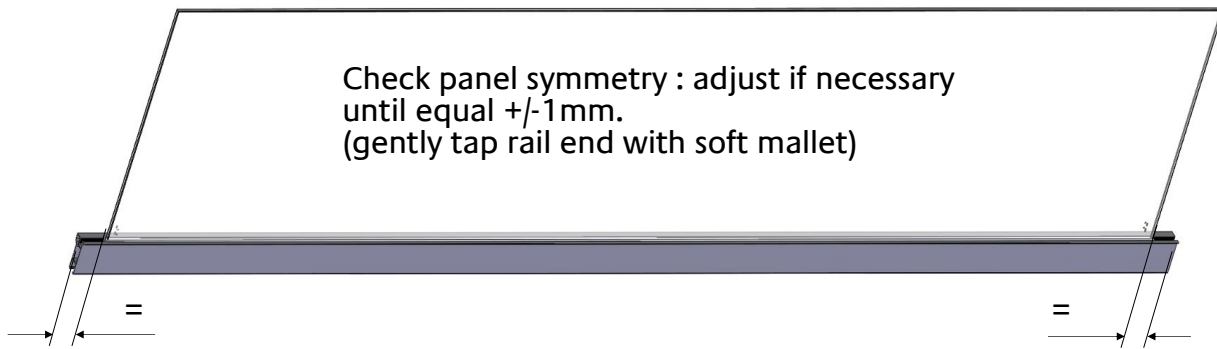 Check panel symmetry : adjust if necessary
until equal +/-1mm.
(gently tap rail end with soft mallet)
= =